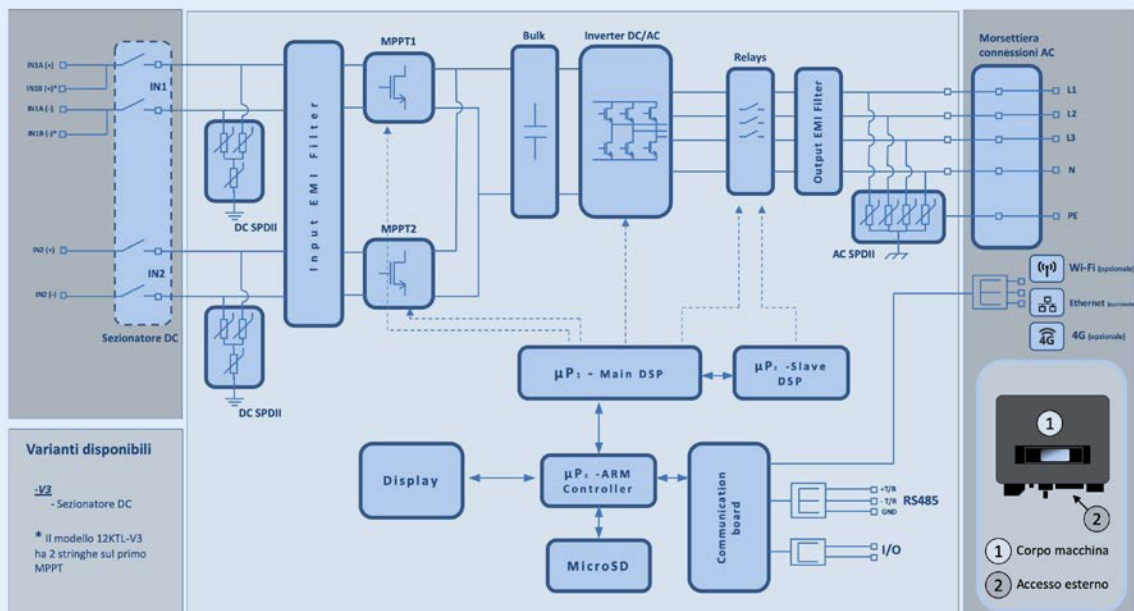 IN1A (+)
IN1B (+)*
IN1A (-)
IN1B (-)*
IN1
IN2 (+)
IN2
IN2 (-)
Sezionatore DC
DC SPDII
DC SPDII
Input EMI Filter
MPPT1
MPPT2
Bulk
Inverter DC/AC
Relays
Output EMI Filter
AC SPDII
Morsettiera
connessioni AC
L1
L2
L3
N
PE
Wi-Fi (opzionale)
Ethernet (opzionale)
4G
4G (opzionale)
µP₁ - Main DSP
µP₂ -Slave
DSP
Display
µP₃ -ARM
Controller
MicroSD
Communication
board
+T/R
- T/R
GND
RS485
I/O
Varianti disponibili
-V3
- Sezionatore DC
* Il modello 12KTL-V3
ha 2 stringhe sul primo
MPPT
1
2
1 Corpo macchina
2 Accesso esterno